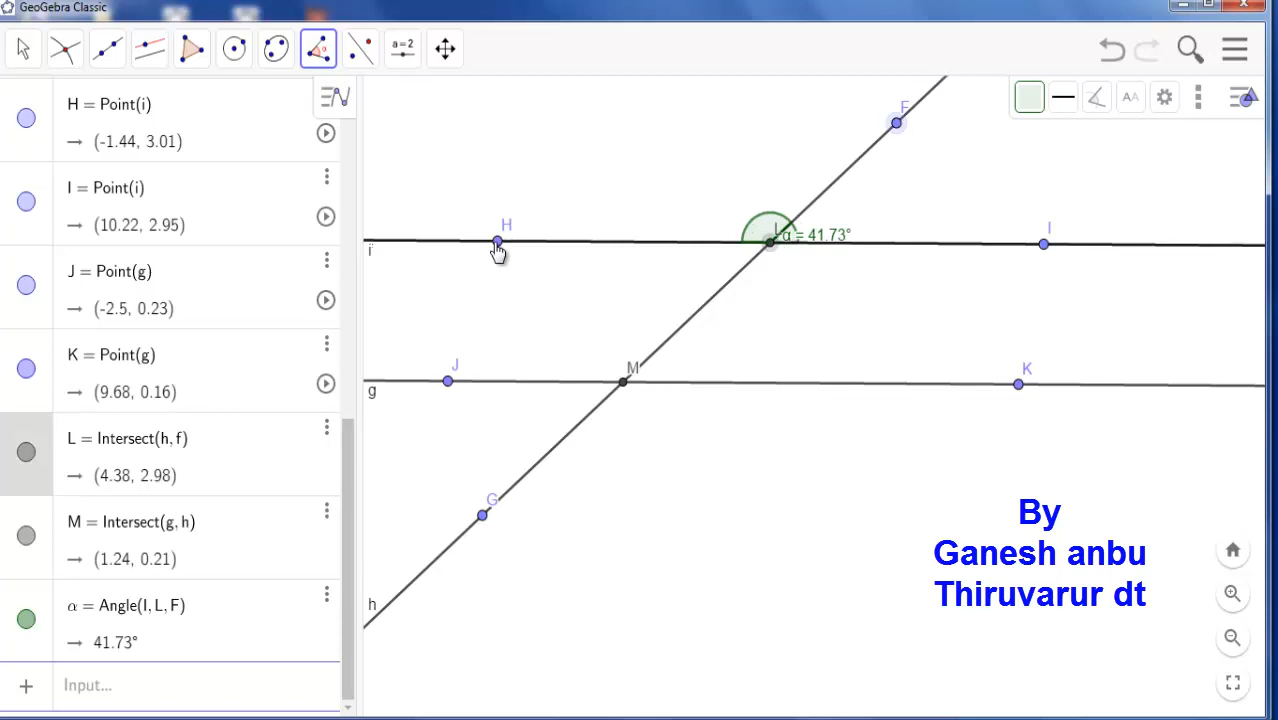 GeoGebra Classic
a=2
H = Point(i)
→ (-1.44, 3.01)
I = Point(i)
→ (10.22, 2.95)
J = Point(g)
→ (-2.5, 0.23)
K = Point(g)
→ (9.68, 0.16)
L = Intersect(h, f)
→ (4.38, 2.98)
M = Intersect(g, h)
→ (1.24, 0.21)
α = Angle(I, L, F)
→ 41.73°
+ Input...
AA
F
H
I
L
α = 41.73°
i
J
M
K
g
G
h
By
Ganesh anbu
Thiruvarur dt